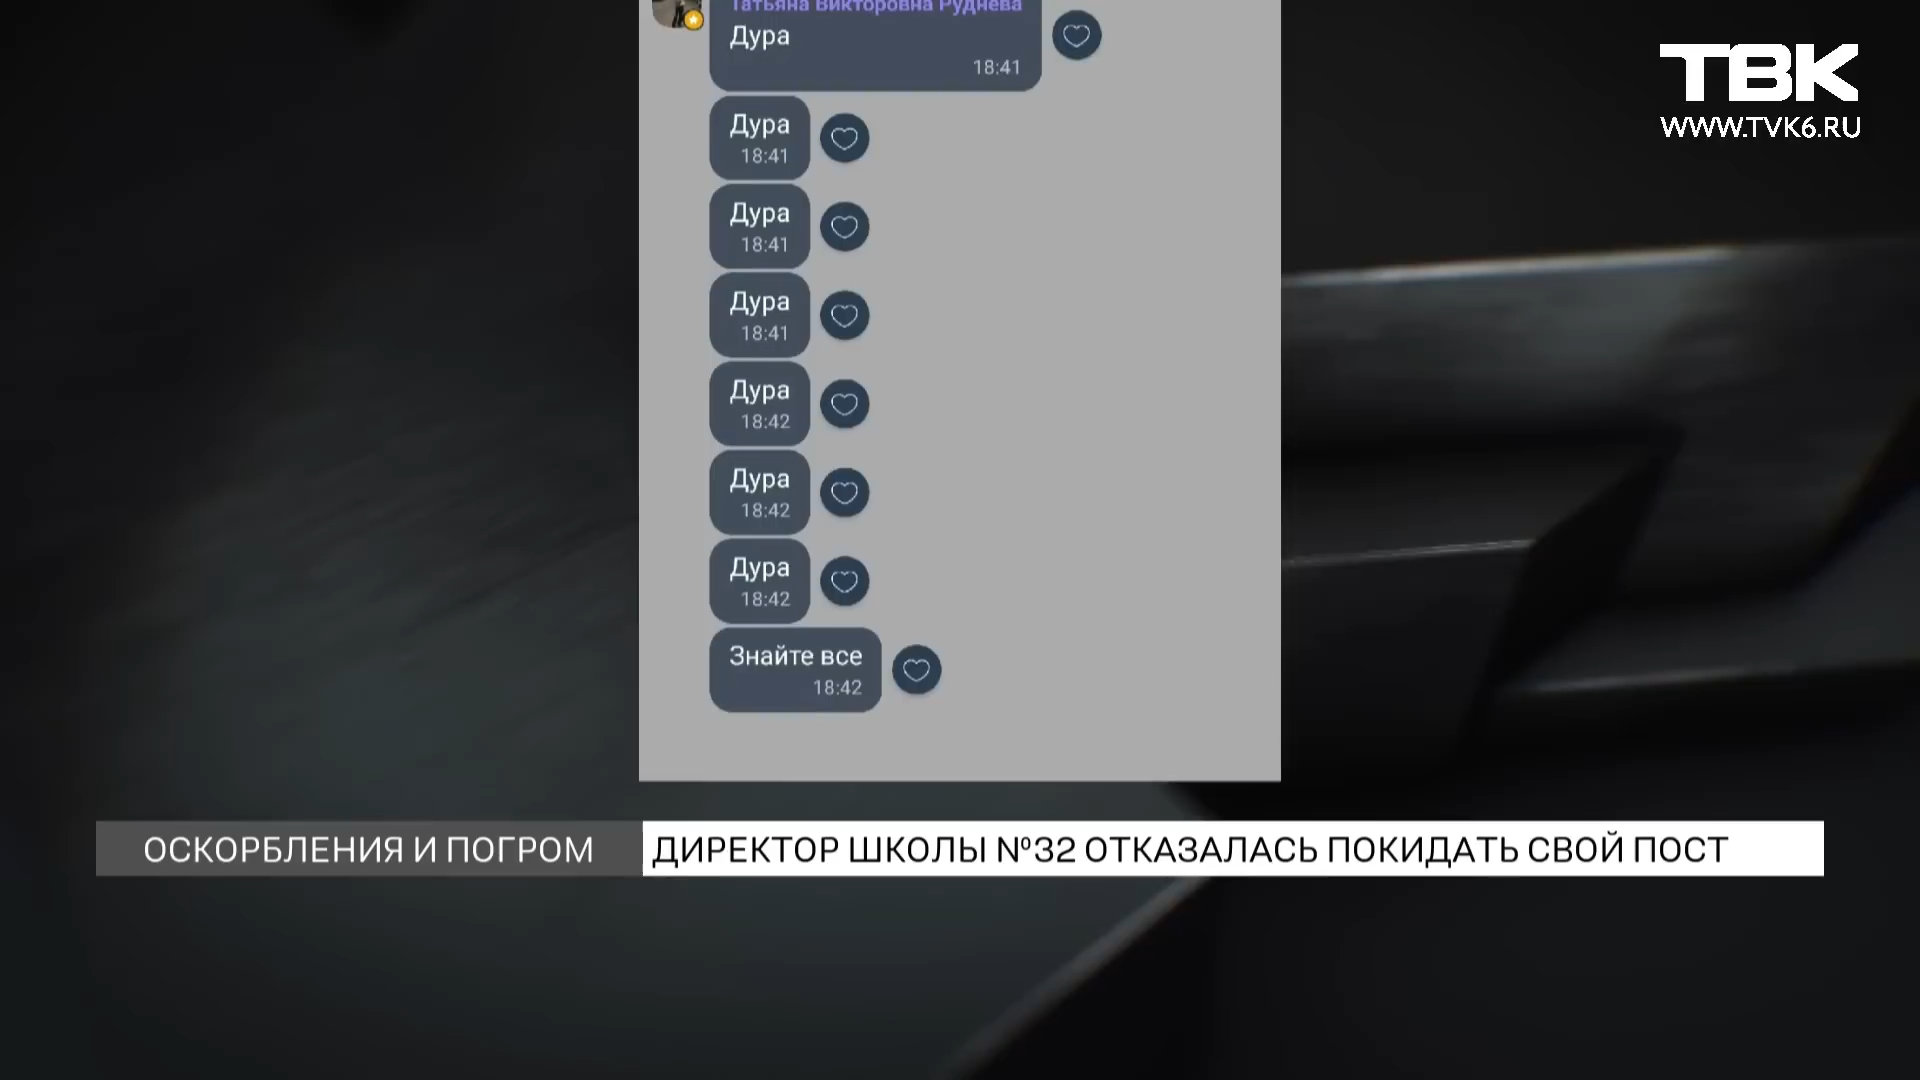 Татьяна Викторовна Руднева
Дура
18:41
Дура
18:41
Дура
18:41
Дура
18:41
Дура
18:42
Дура
18:42
Дура
18:42
Знайте все
18:42
ТВК
WWW.TVK6.RU
ОСКОРБЛЕНИЯ И ПОГРОМ
ДИРЕКТОР ШКОЛЫ №32 ОТКАЗАЛАСЬ ПОКИДАТЬ СВОЙ ПОСТ